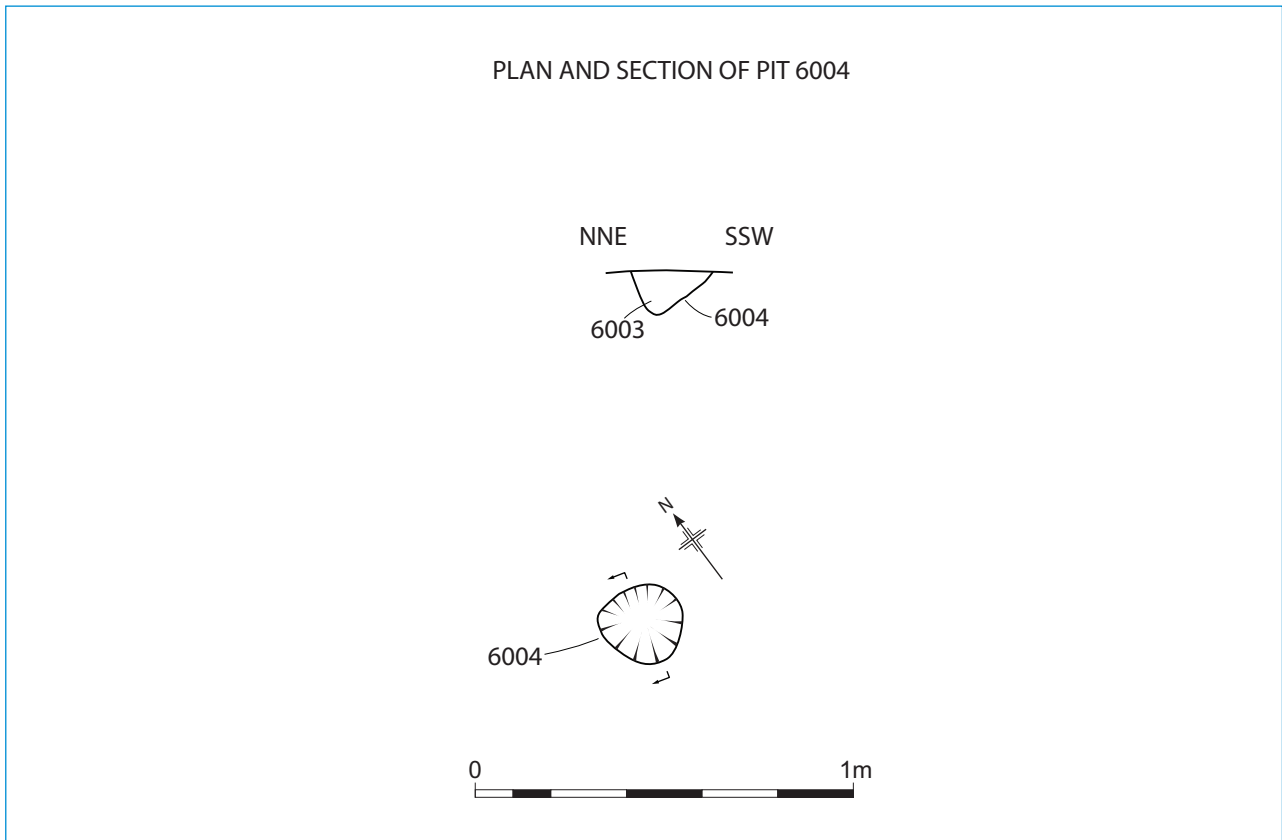 PLAN AND SECTION OF PIT 6004
NNE SSW
6003 6004
N
6004
0 1m